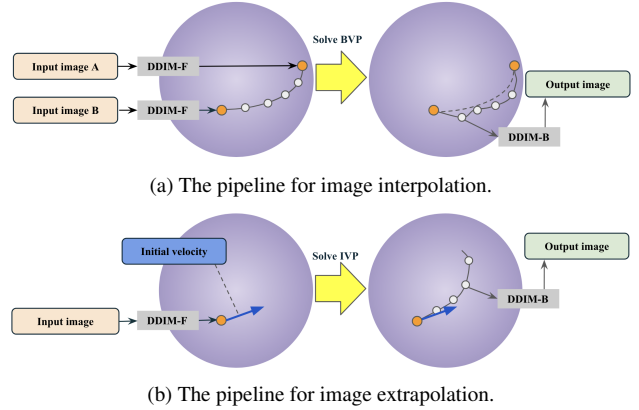 Solve BVP
Input image A
DDIM-F
Input image B
DDIM-F
Output image
DDIM-B
(a) The pipeline for image interpolation.
Initial velocity
Solve IVP
Output image
Input image
DDIM-F
DDIM-B
(b) The pipeline for image extrapolation.